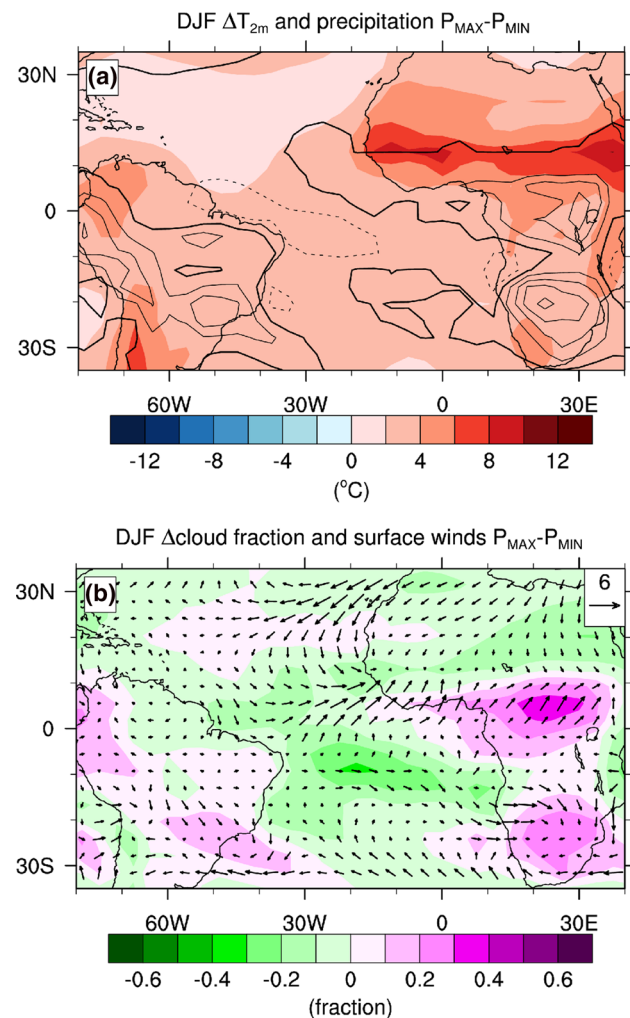 DJF ΔT2m and precipitation PMAX-PMIN
30N
(a)
0
30S
60W 30W 0 30E
-12 -8 -4 0 4 8 12
(°C)
DJF Δcloud fraction and surface winds PMAX-PMIN
30N
(b)
6
0
30S
60W 30W 0 30E
-0.6 -0.4 -0.2 0 0.2 0.4 0.6
(fraction)